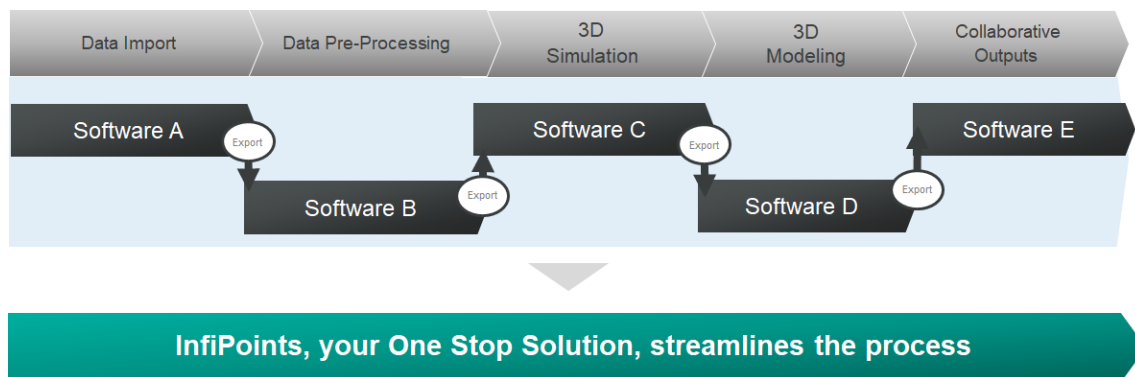 Data Import
Data Pre-Processing
3D
Simulation
3D
Modeling
Collaborative
Outputs
Software A
Export
Software B
Export
Software C
Export
Software D
Export
Software E
InfiPoints, your One Stop Solution, streamlines the process